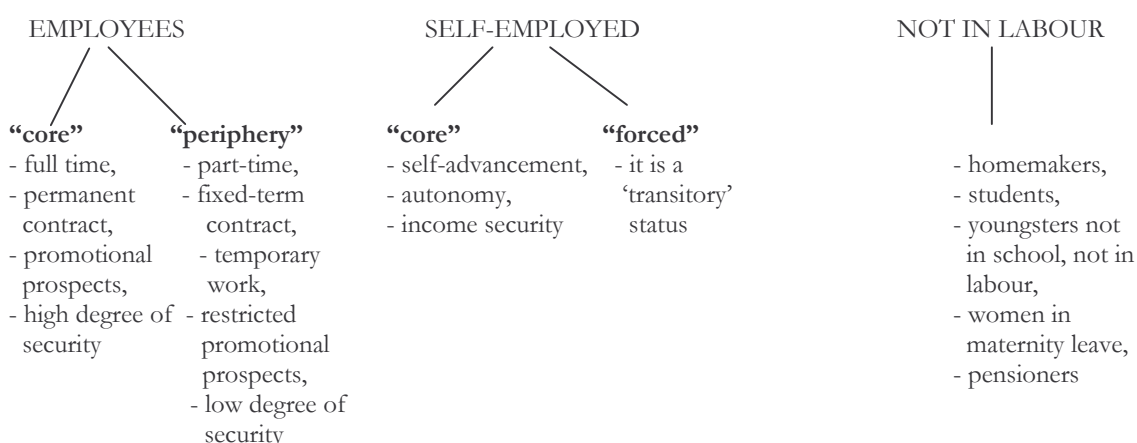 EMPLOYEES
“core”
- full time,
- permanent
contract,
- promotional
prospects,
- high degree of
security
“periphery”
- part-time,
- fixed-term
contract,
- temporary
work,
- restricted
promotional
prospects,
- low degree of
security
SELF-EMPLOYED
“core”
- self-advancement,
- autonomy,
- income security
“forced”
- it is a
‘transitory’
status
NOT IN LABOUR
- homemakers,
- students,
- youngsters not
in school, not in
labour,
- women in
maternity leave,
- pensioners